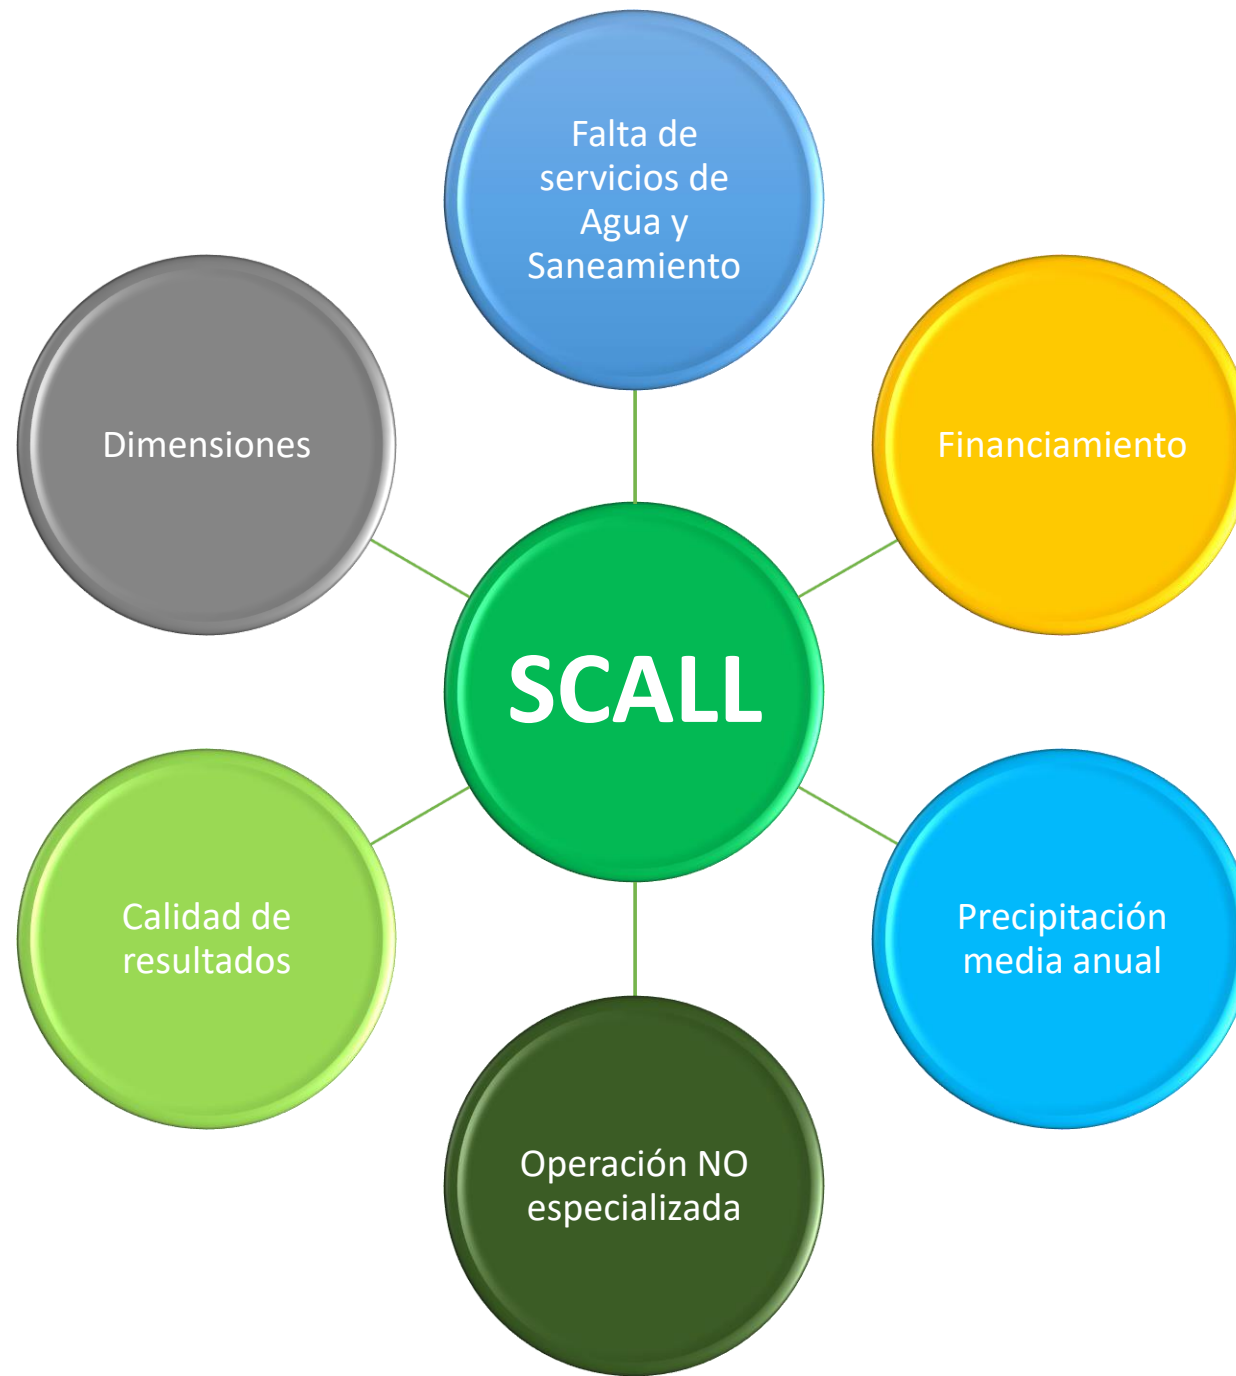 Falta de
servicios de
Agua y
Saneamiento
Dimensiones
Financiamiento
SCALL
Calidad de
resultados
Precipitación
media anual
Operación NO
especializada